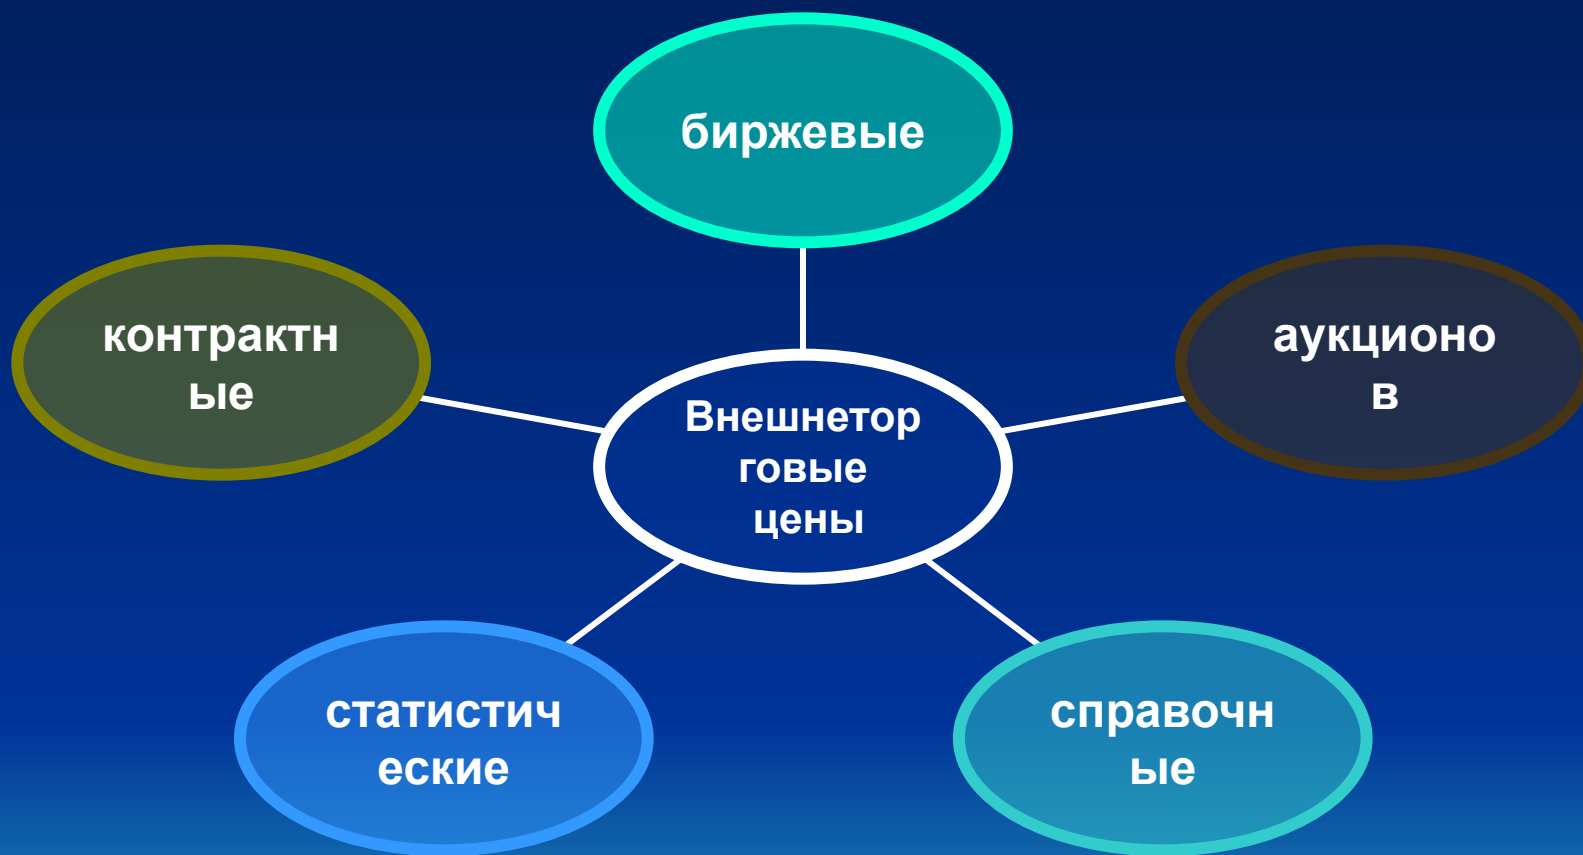 биржевые
контрактн
ые
аукционо
в
Внешнетор
говые
цены
статистич
еские
справочн
ые